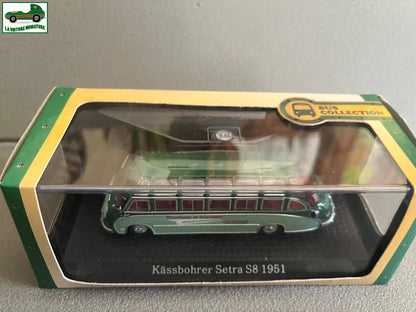 LA VOITURE MINIATURE
BUS
COLLECTION
Kässbohrer Setra S8 1951